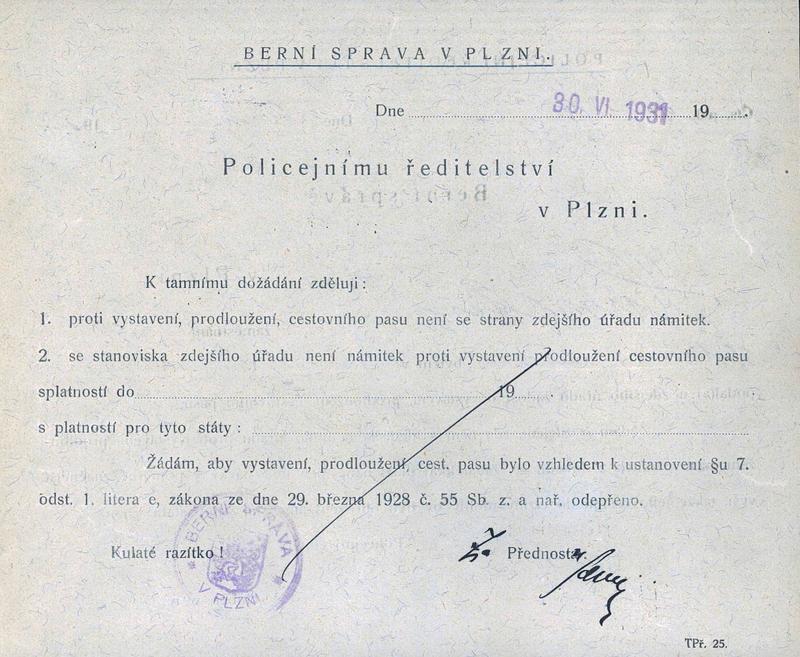 BERNÍ SPRAVA V PLZNI.
Dne 30. VI. 1931 19
Policejnímu ředitelství
v Plzni.
K tamnímu dožádání zděluji:
1. proti vystavení, prodloužení, cestovního pasu není se strany zdejšího úřadu námitek.
2. se stanoviska zdejšího úřadu není námitek proti vystavení prodloužení cestovního pasu
splatností do 19
s platností pro tyto státy:
Žádám, aby vystavení, prodloužení, cest. pasu bylo vzhledem k ustanovení §u 7.
odst. 1. litera e, zákona ze dne 29. března 1928 č. 55 Sb. z. a nař. odepřeno.
Kulaté razítko! Přednosta:
BERNÍ SPRÁVA
V PLZNI
TPř. 25.